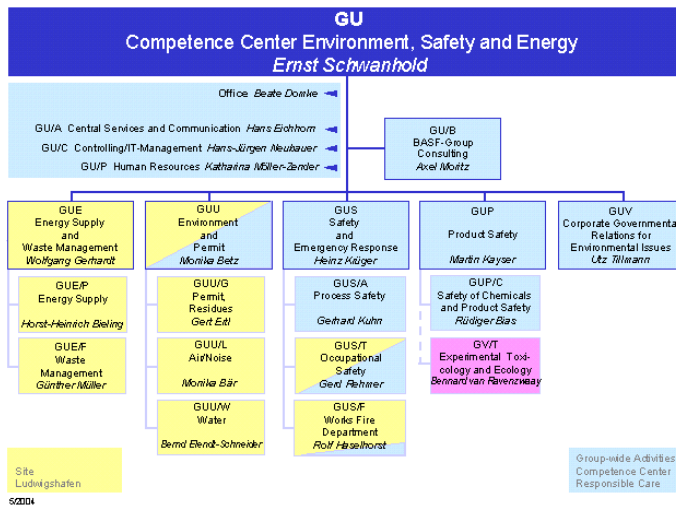 GU
Competence Center Environment, Safety and Energy
Ernst Schwanhold
Office Beate Domke
GU/A Central Services and Communication Hans Eichhorn
GU/C Controlling/IT-Management Hans-Jürgen Neubauer
GU/P Human Resources Katharina Möller-Zender
GU/B
BASF-Group
Consulting
Axel Moritz
GUE
Energy Supply
and
Waste Management
Wolfgang Gerhardt
GUU
Environment
and
Permit
Monika Betz
GUS
Safety
and
Emergency Response
Heinz Krüger
GUP
Product Safety
Martin Kayser
GUV
Corporate Governmental
Relations for
Environmental Issues
Utz Tillmann
GUE/P
Energy Supply
Horst-Heinrich Bieling
GUE/F
Waste
Management
Günther Müller
GUU/G
Permit,
Residues
Gert Ertl
GUU/L
Air/Noise
Monika Bär
GUU/W
Water
Bernd Elendt-Schneider
GUS/A
Process Safety
Gerhard Kuhn
GUS/T
Occupational
Safety
Gerd Rehmer
GUS/F
Works Fire
Department
Rolf Haselhorst
GUP/C
Safety of Chemicals
and Product Safety
Rüdiger Bias
GV/T
Experimental Toxi-
cology and Ecology
Bennard van Ravenzwaay
Site
Ludwigshafen
Group-wide Activities
Competence Center
Responsible Care
5/2004